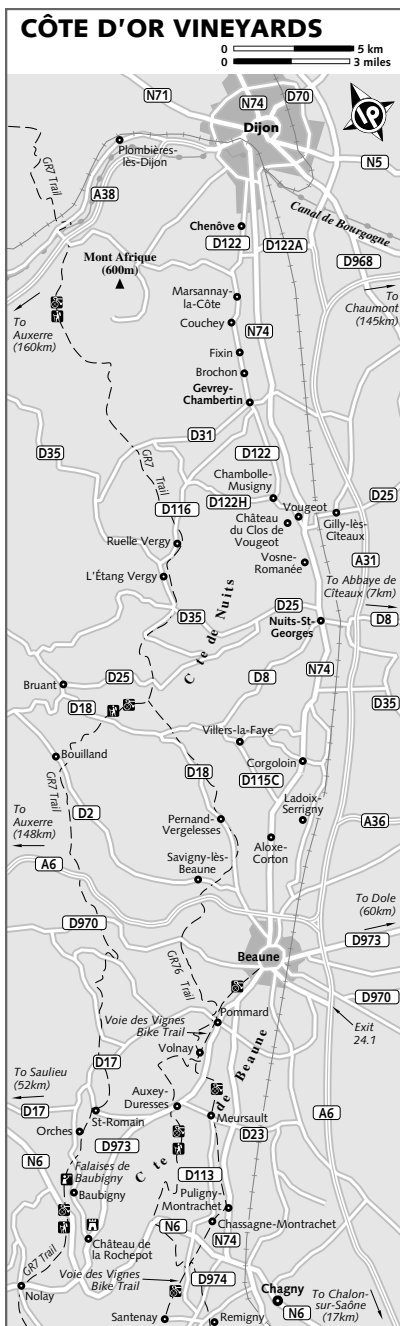 CÔTE D'OR VINEYARDS
0 5 km
0 3 miles
N71
N74
D70
Dijon
Plombières-
lès-Dijon
N5
GR7 Trail
A38
Canal de Bourgogne
Chenôve
D122
D122A
D968
Mont Afrique
(600m)
To
Auxerre
(160km)
To
Chaumont
(145km)
Marsannay-
la-Côte
Couchey
N74
Fixin
Brochon
Gevrey-
Chambertin
D31
D35
GR7 Trail
D122
Chambolle-
Musigny
D122H
D116
D25
Vougeot
Château
du Clos de
Vougeot
Gilly-lès-
Cîteaux
Ruelle Vergy
Vosne-
Romanée
A31
L'Étang Vergy
To Abbaye de
Cîteaux (7km)
C te de Nuits
D35
D25
Nuits-St-
Georges
D8
N74
D25
D8
Bruant
D18
D35
Villers-la-Faye
Bouilland
Corgoloin
GR7 Trail
D18
D115C
D2
Ladoix-
Serrigny
To
Auxerre
(148km)
Pernand-
Vergelesses
A36
Aloxe-
Corton
Savigny-lès-
Beaune
A6
To Dole
(60km)
D970
Beaune
D973
GR76 Trail
D970
Voie des Vignes
Bike Trail
Pommard
Exit
24.1
Volnay
C te de Beaune
To Saulieu
(52km)
D17
A6
Auxey-
Duresses
D17
St-Romain
Meursault
Orches
D973
D23
N6
Falaises de
Baubigny
D113
Baubigny
Puligny-
Montrachet
N6
Chassagne-Montrachet
Château de
la Rochepot
N74
GR7 Trail
Voie des Vignes
Bike Trail
D974
Nolay
Chagny
To Chalon-
sur-Saône
(17km)
N6
Santenay
Remigny